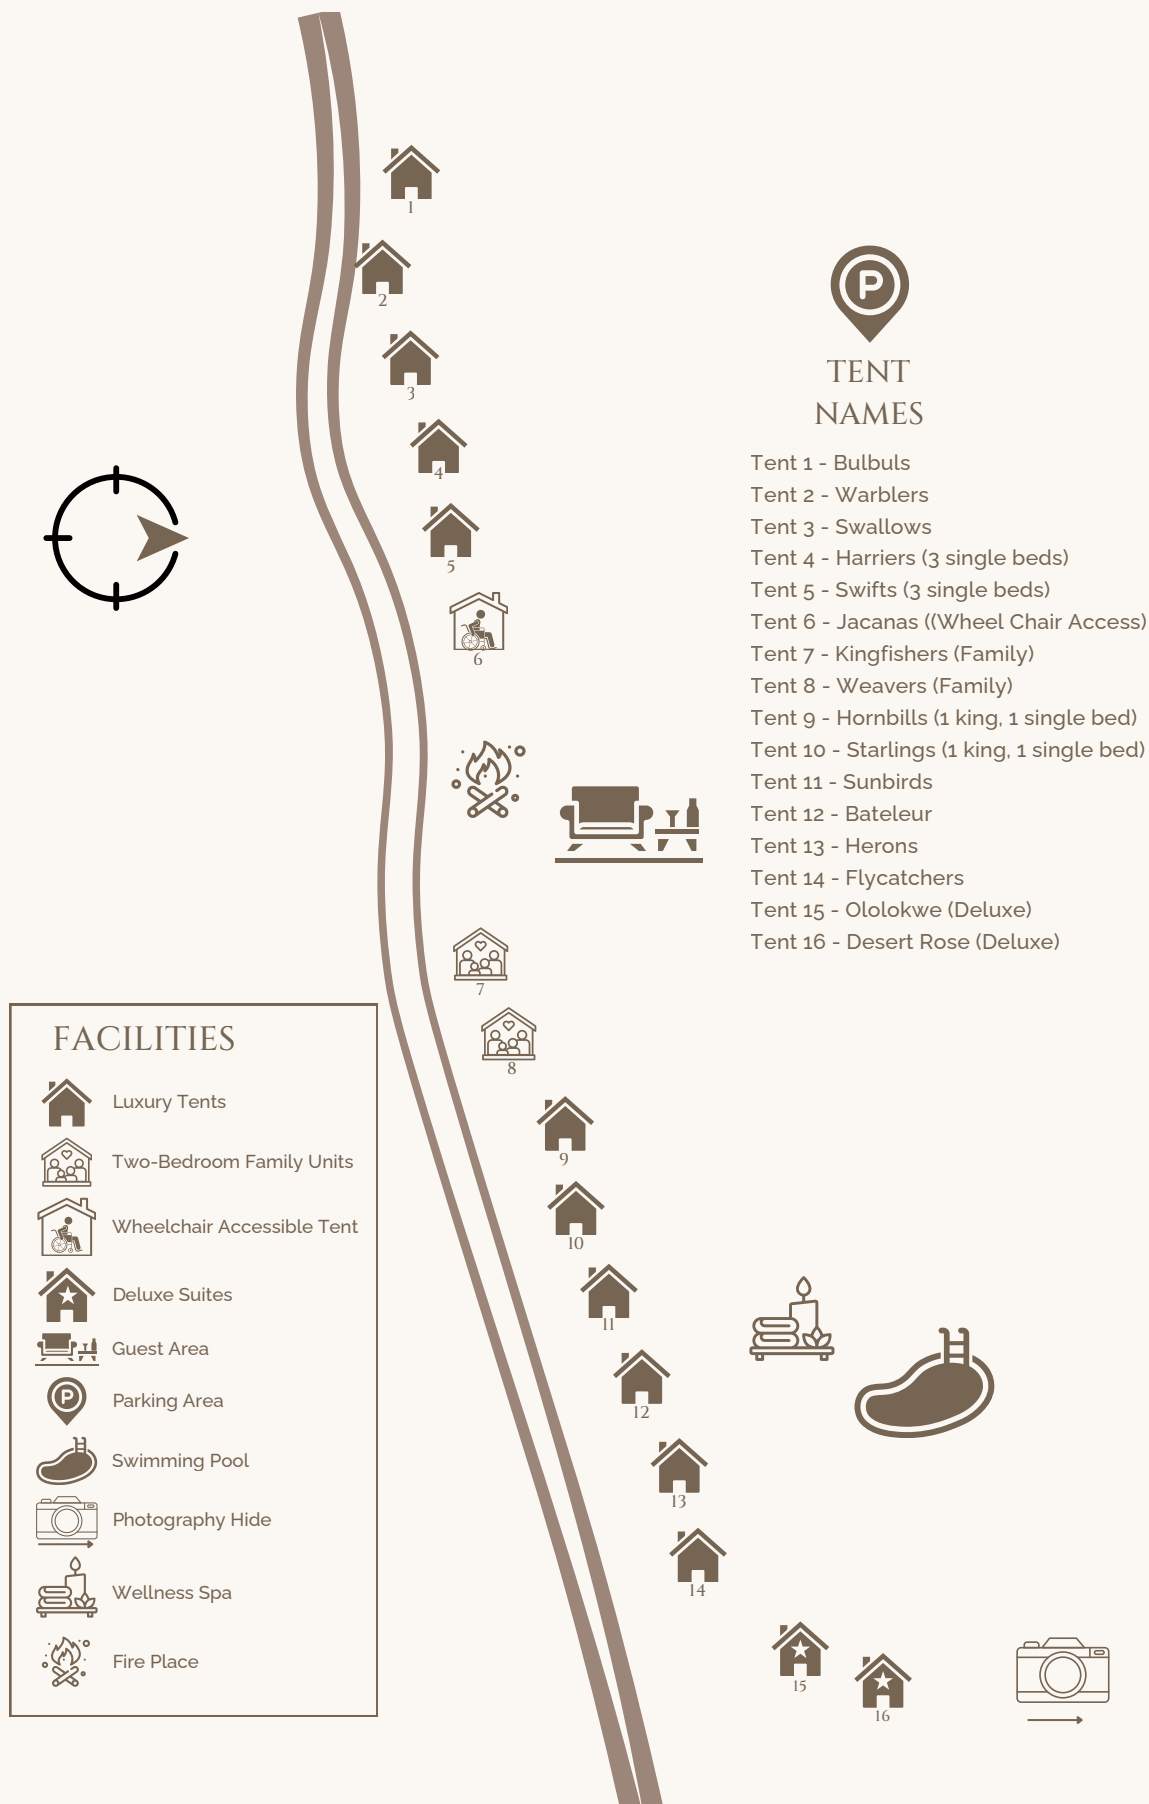 1
2
3
4
5
6
7
8
9
10
11
12
13
14
15
16
P
TENT
NAMES
Tent 1 - Bulbuls
Tent 2 - Warblers
Tent 3 - Swallows
Tent 4 - Harriers (3 single beds)
Tent 5 - Swifts (3 single beds)
Tent 6 - Jacanas ((Wheel Chair Access)
Tent 7 - Kingfishers (Family)
Tent 8 - Weavers (Family)
Tent 9 - Hornbills (1 king, 1 single bed)
Tent 10 - Starlings (1 king, 1 single bed)
Tent 11 - Sunbirds
Tent 12 - Bateleur
Tent 13 - Herons
Tent 14 - Flycatchers
Tent 15 - Ololokwe (Deluxe)
Tent 16 - Desert Rose (Deluxe)
FACILITIES
Luxury Tents
Two-Bedroom Family Units
Wheelchair Accessible Tent
Deluxe Suites
Guest Area
P
Parking Area
Swimming Pool
Photography Hide
Wellness Spa
Fire Place